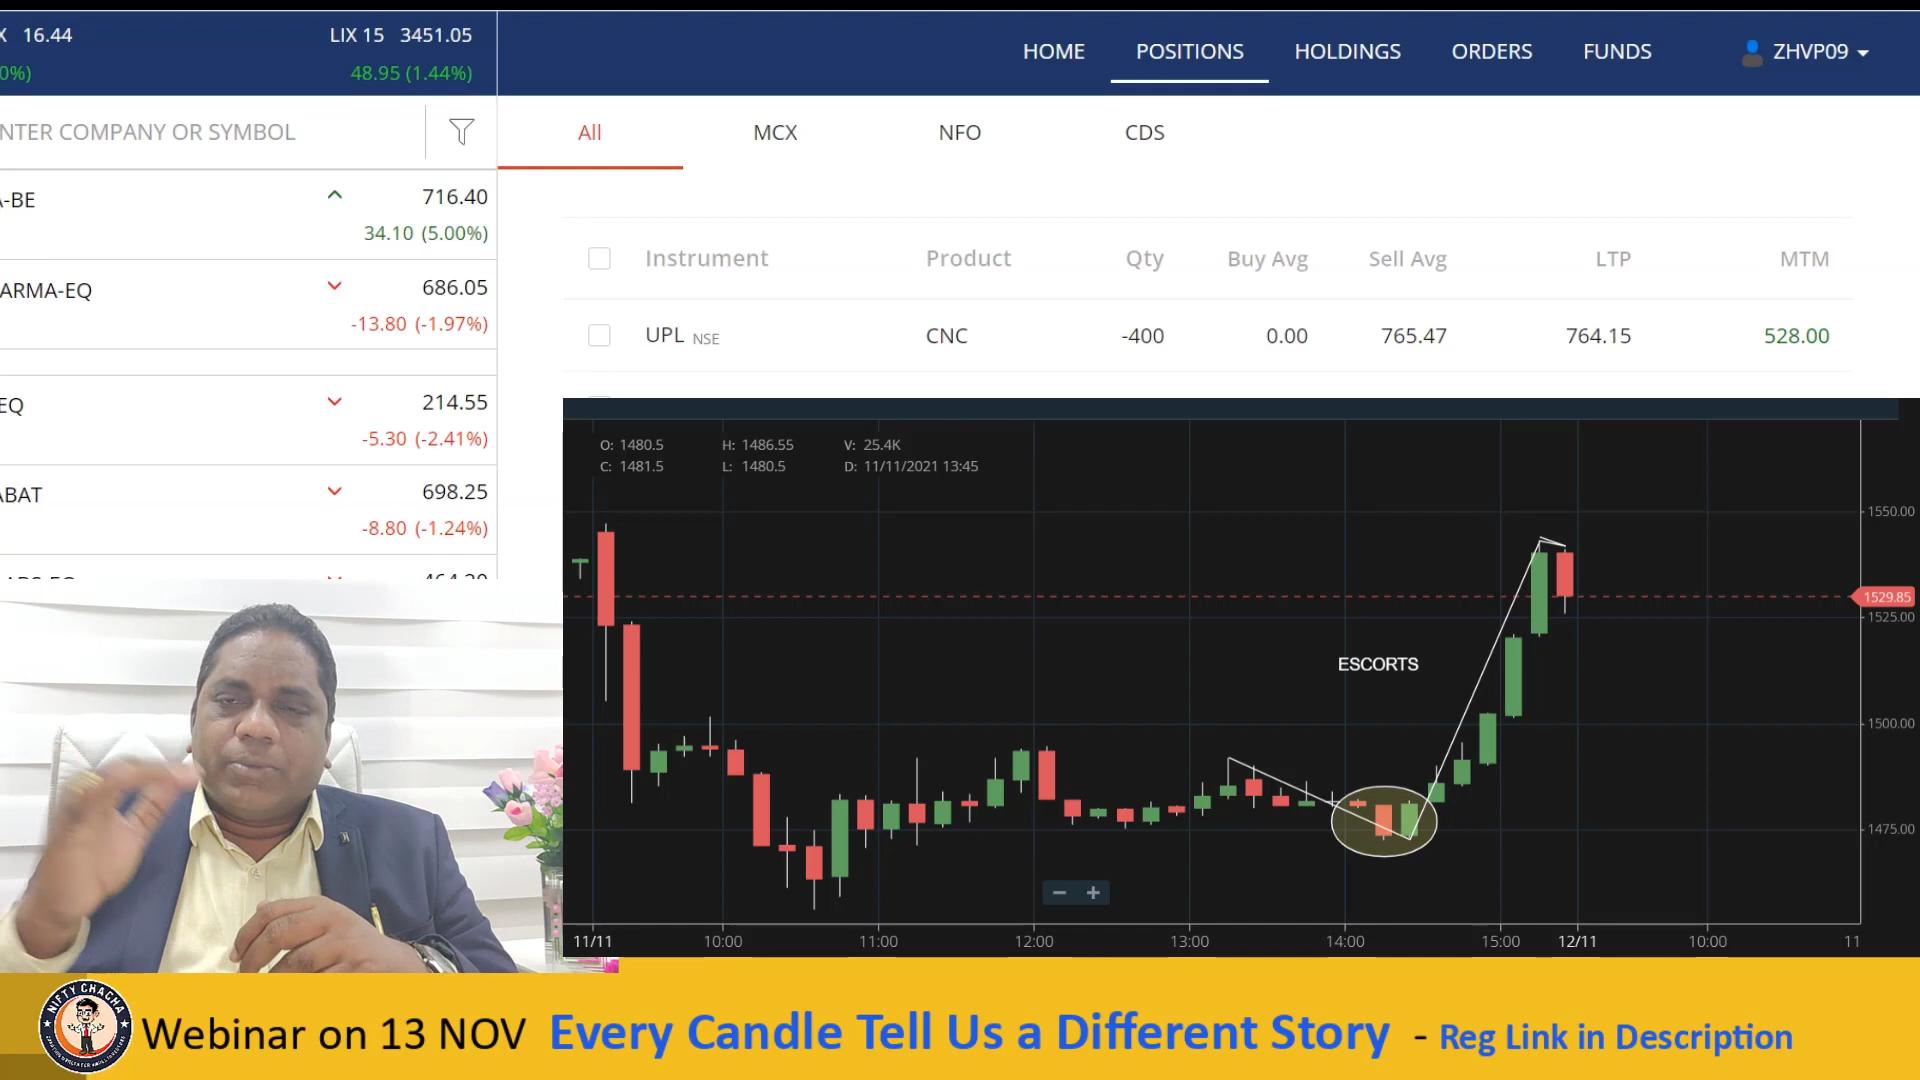 X 16.44
0%)
LIX 15 3451.05
48.95 (1.44%)
HOME POSITIONS HOLDINGS ORDERS FUNDS ZHVP09
NTER COMPANY OR SYMBOL
A-BE 716.40
34.10 (5.00%)
ARMA-EQ 686.05
-13.80 (-1.97%)
EQ 214.55
-5.30 (-2.41%)
ABAT 698.25
-8.80 (-1.24%)
All MCX NFO CDS
Instrument Product Qty Buy Avg Sell Avg LTP MTM
UPL NSE CNC -400 0.00 765.47 764.15 528.00
O: 1480.5 H: 1486.55 V: 25.4K
C: 1481.5 L: 1480.5 D: 11/11/2021 13:45
1550.00
1529.85
1525.00
ESCORTS
1500.00
1475.00
− +
11/11 10:00 11:00 12:00 13:00 14:00 15:00 12/11 10:00 11
NIFTY CHACHA
Webinar on 13 NOV Every Candle Tell Us a Different Story - Reg Link in Description